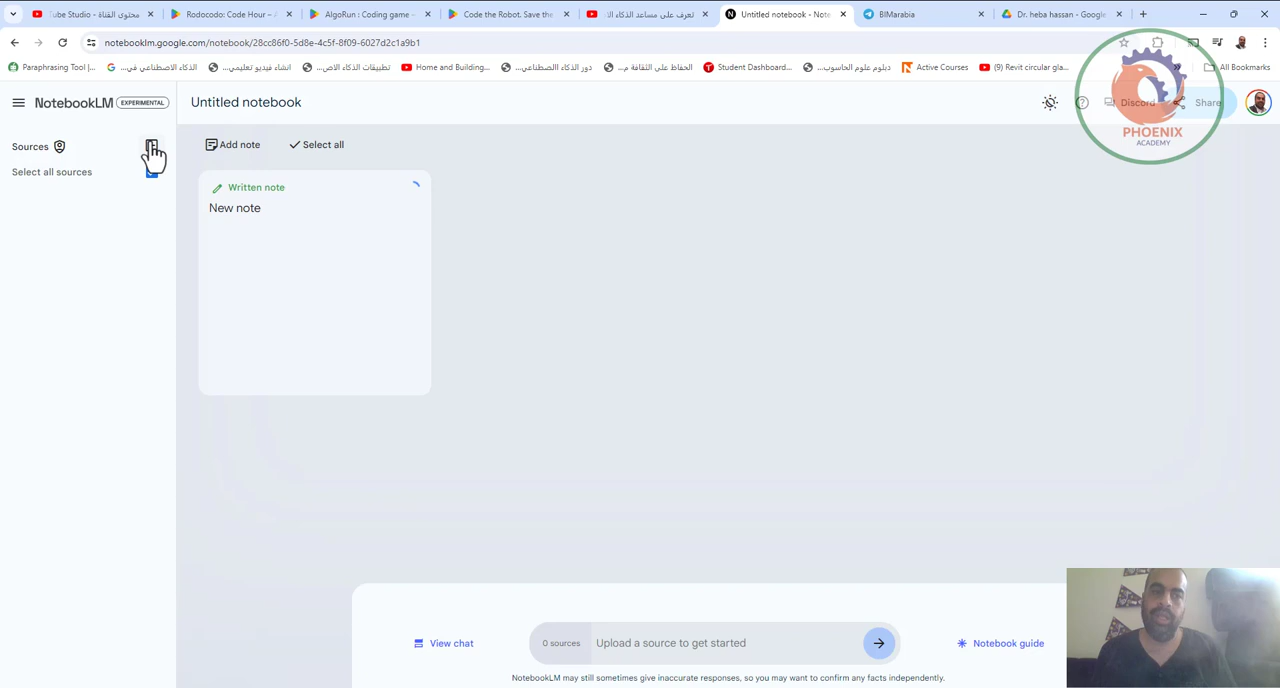 محتوى القناة - Tube Studio
Rodocodo: Code Hour –
AlgoRun : Coding game –
Code the Robot. Save the
تعرف على مساعد الذكاء الا
Untitled notebook - Note
BIMarabia
Dr. heba hassan - Google
notebooklm.google.com/notebook/28cc86f0-5d8e-4c5f-8f09-6027d2c1a9b1
Paraphrasing Tool |...
الذكاء الاصطناعي في...
انشاء فيديو تعليمي...
تطبيقات الذكاء الاص...
Home and Building...
دور الذكاء الاصطناعي...
الحفاظ على الثقافة م...
Student Dashboard...
دبلوم علوم الحاسوب...
Active Courses
(9) Revit circular gla...
All Bookmarks
NotebookLM EXPERIMENTAL
Untitled notebook
Discord
Share
PHOENIX
ACADEMY
Sources
Select all sources
Add note
Select all
Written note
New note
View chat
0 sources
Upload a source to get started
Notebook guide
NotebookLM may still sometimes give inaccurate responses, so you may want to confirm any facts independently.